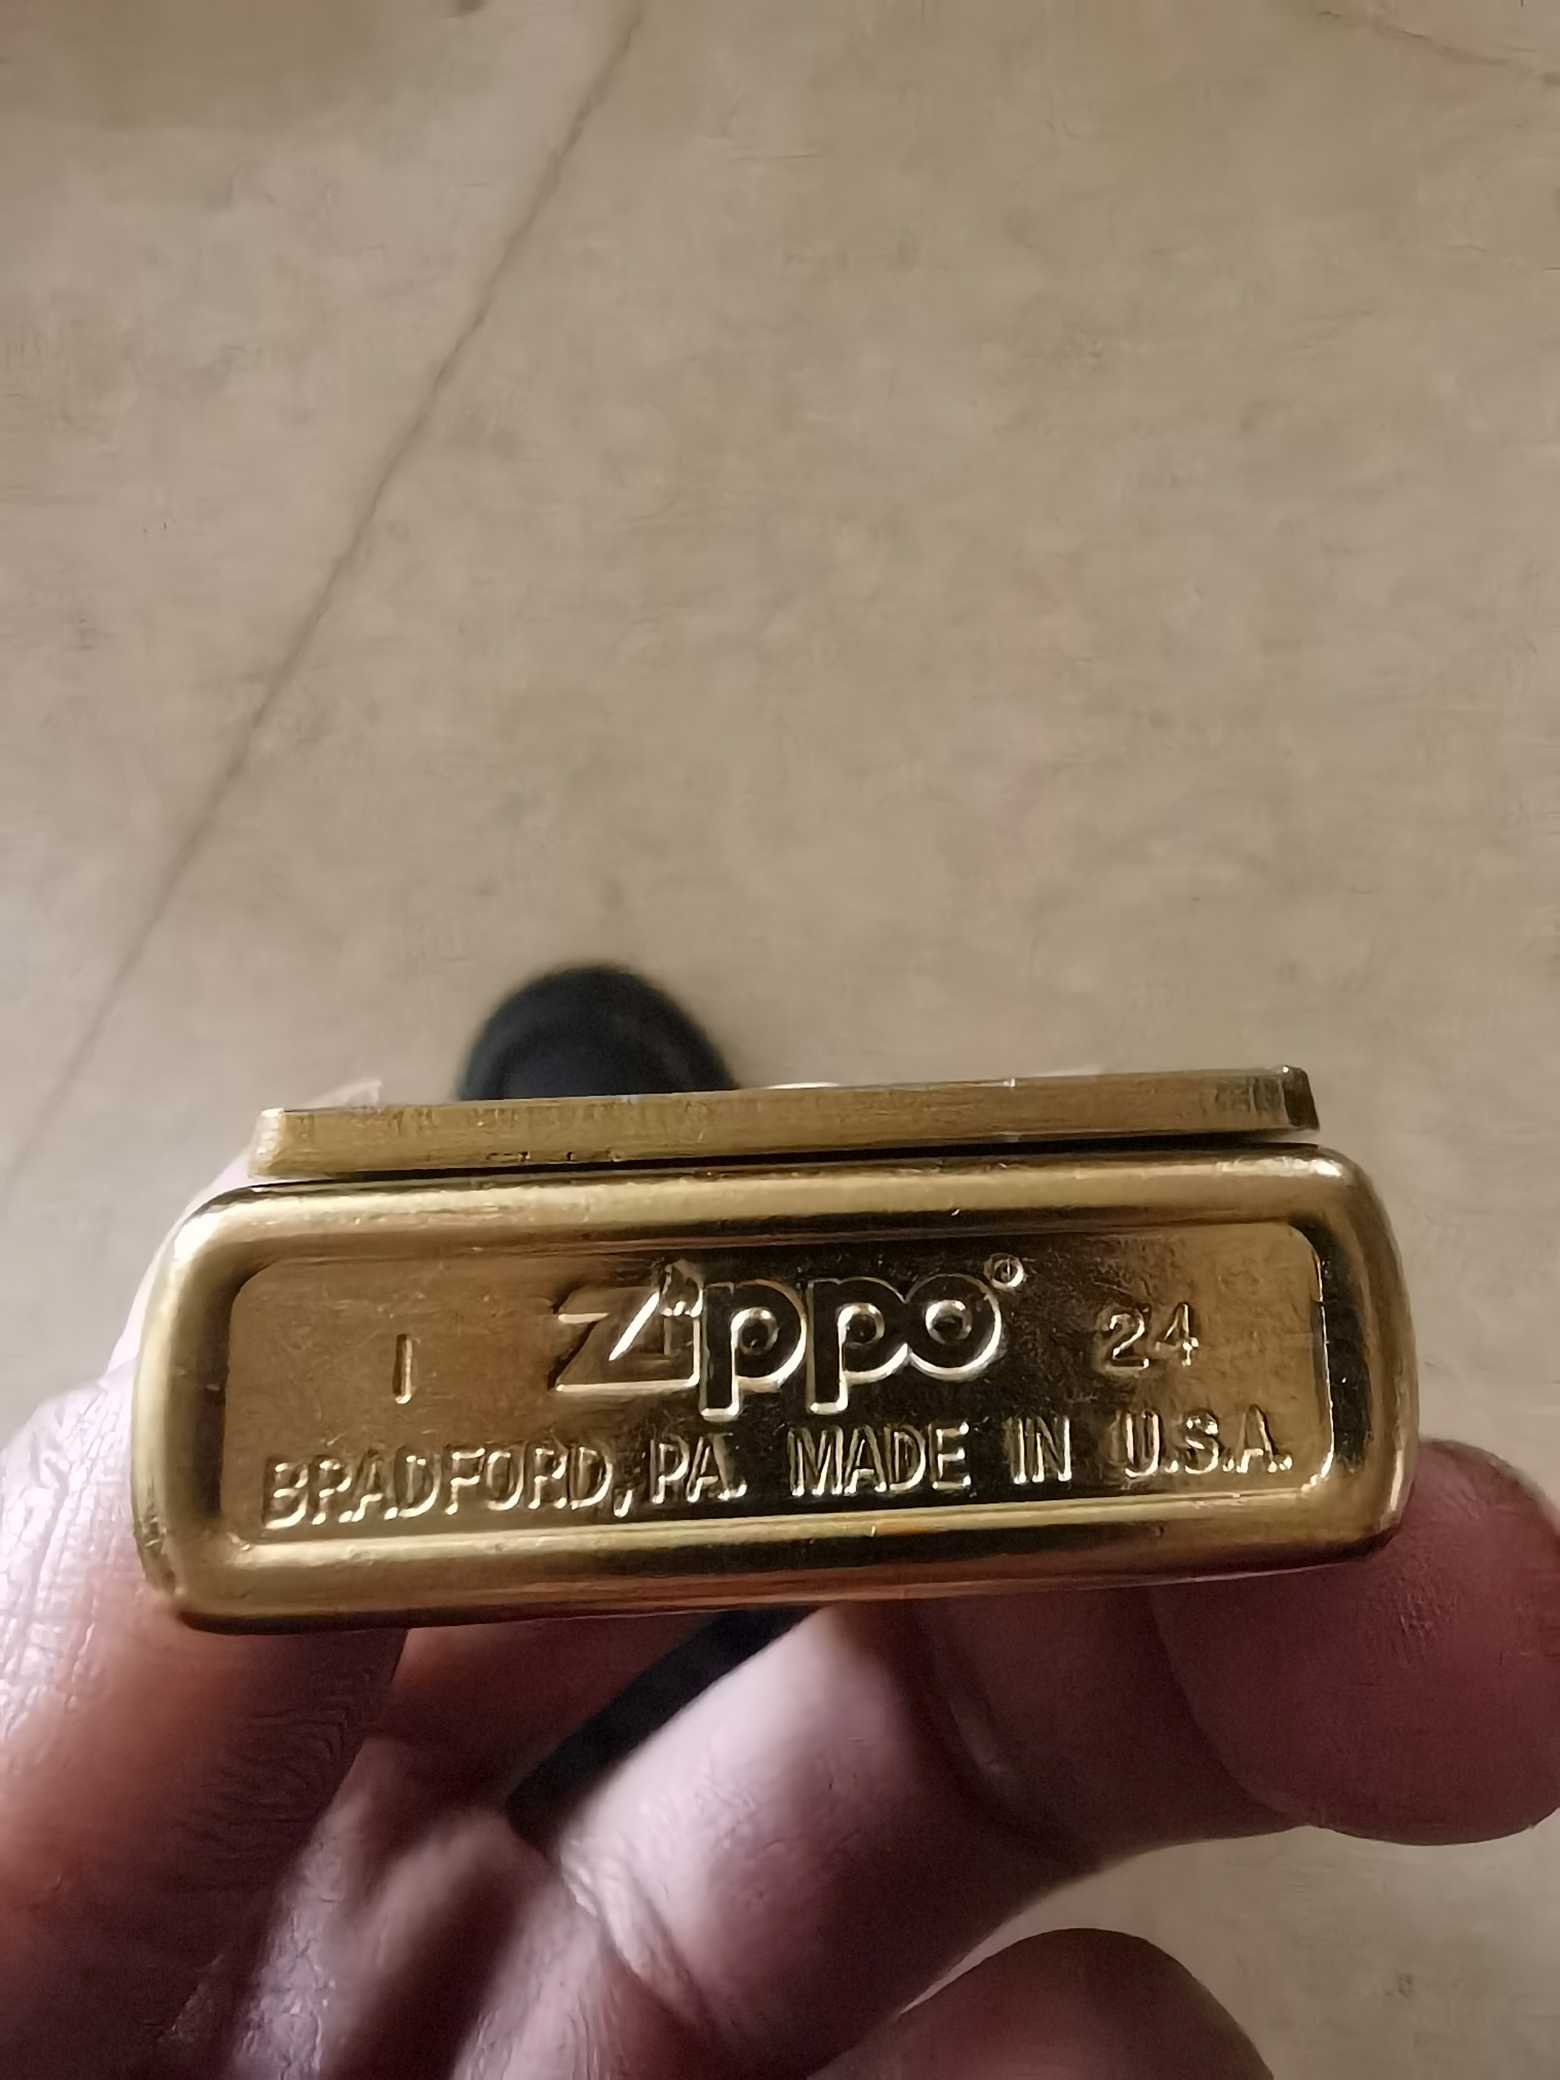 I Zippo® 24
BRADFORD, PA. MADE IN U.S.A.